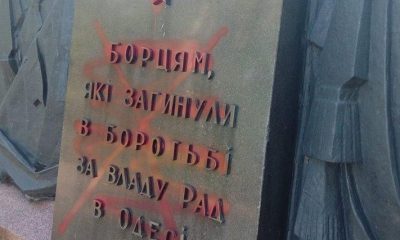 БОРЦЯМ,
ЯКІ ЗАГИНУЛИ
В БОРОТЬБІ
ЗА ВЛАДУ РАД
В ОДЕСІ